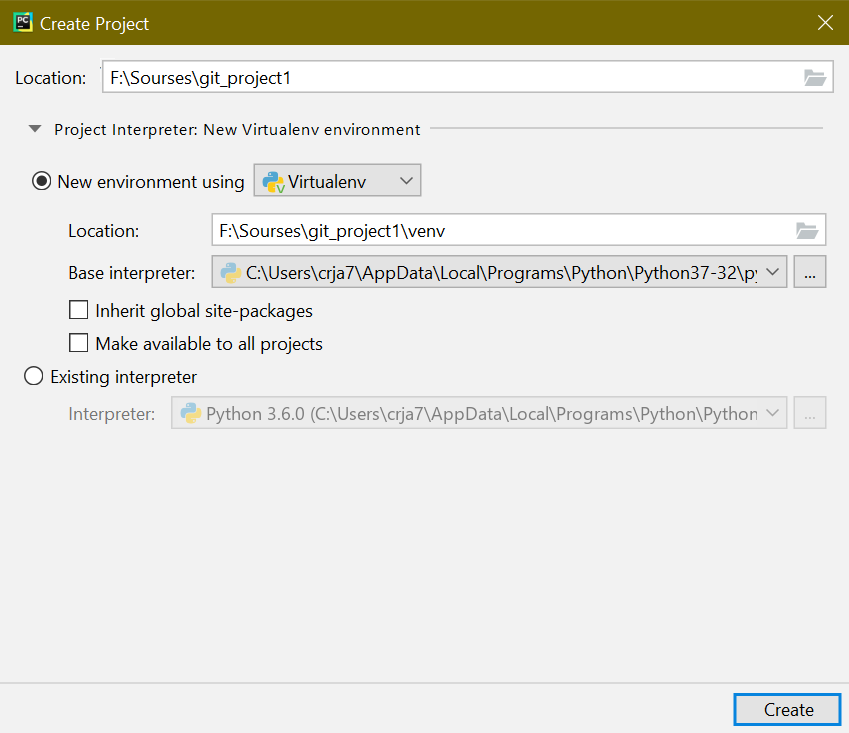 Create Project
Location: F:\Sourses\git_project1
Project Interpreter: New Virtualenv environment
New environment using Virtualenv
Location: F:\Sourses\git_project1\venv
Base interpreter: C:\Users\crja7\AppData\Local\Programs\Python\Python37-32\py ...
Inherit global site-packages
Make available to all projects
Existing interpreter
Interpreter: Python 3.6.0 (C:\Users\crja7\AppData\Local\Programs\Python\Python ...
Create